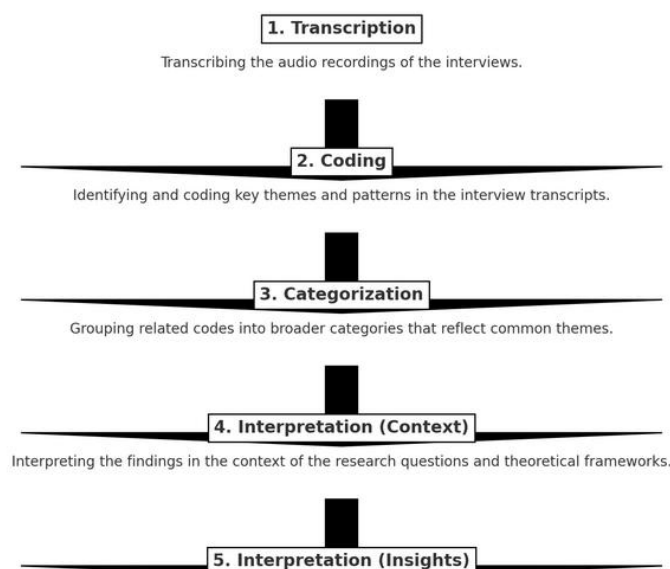 1. Transcription
Transcribing the audio recordings of the interviews.
2. Coding
Identifying and coding key themes and patterns in the interview transcripts.
3. Categorization
Grouping related codes into broader categories that reflect common themes.
4. Interpretation (Context)
Interpreting the findings in the context of the research questions and theoretical frameworks.
5. Interpretation (Insights)